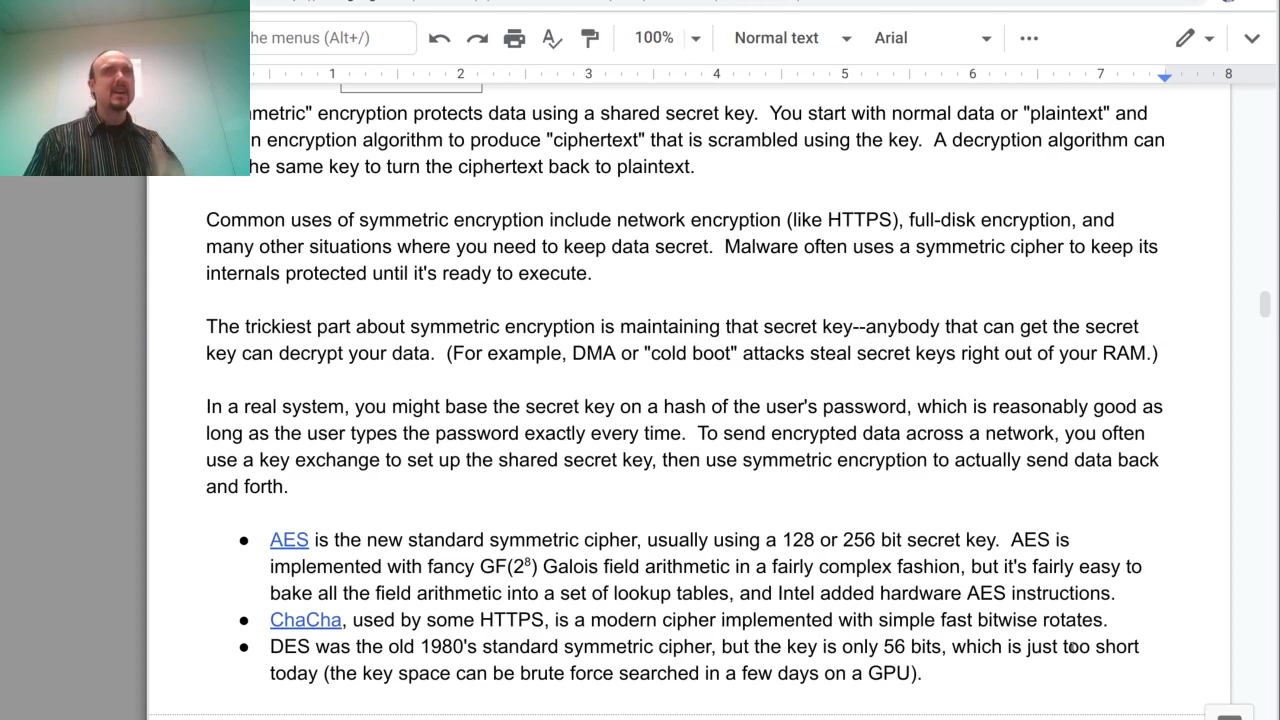 he menus (Alt+/)
100%
Normal text
Arial
1 2 3 4 5 6 7 8
metric" encryption protects data using a shared secret key. You start with normal data or "plaintext" and
n encryption algorithm to produce "ciphertext" that is scrambled using the key. A decryption algorithm can
he same key to turn the ciphertext back to plaintext.
Common uses of symmetric encryption include network encryption (like HTTPS), full-disk encryption, and
many other situations where you need to keep data secret. Malware often uses a symmetric cipher to keep its
internals protected until it's ready to execute.
The trickiest part about symmetric encryption is maintaining that secret key--anybody that can get the secret
key can decrypt your data. (For example, DMA or "cold boot" attacks steal secret keys right out of your RAM.)
In a real system, you might base the secret key on a hash of the user's password, which is reasonably good as
long as the user types the password exactly every time. To send encrypted data across a network, you often
use a key exchange to set up the shared secret key, then use symmetric encryption to actually send data back
and forth.
● AES is the new standard symmetric cipher, usually using a 128 or 256 bit secret key. AES is
implemented with fancy GF(2⁸) Galois field arithmetic in a fairly complex fashion, but it's fairly easy to
bake all the field arithmetic into a set of lookup tables, and Intel added hardware AES instructions.
● ChaCha, used by some HTTPS, is a modern cipher implemented with simple fast bitwise rotates.
● DES was the old 1980's standard symmetric cipher, but the key is only 56 bits, which is just too short
today (the key space can be brute force searched in a few days on a GPU).